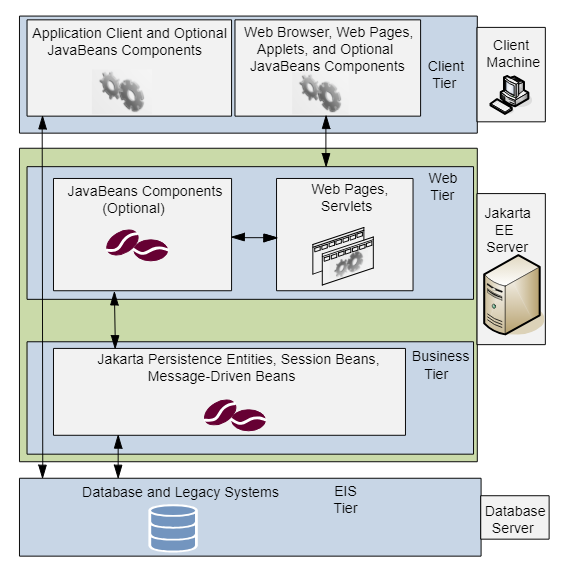 Application Client and Optional
JavaBeans Components
Web Browser, Web Pages,
Applets, and Optional
JavaBeans Components
Client
Tier
Client
Machine
JavaBeans Components
(Optional)
Web Pages,
Servlets
Web
Tier
Jakarta
EE
Server
Jakarta Persistence Entities, Session Beans,
Message-Driven Beans
Business
Tier
Database and Legacy Systems
EIS
Tier
Database
Server